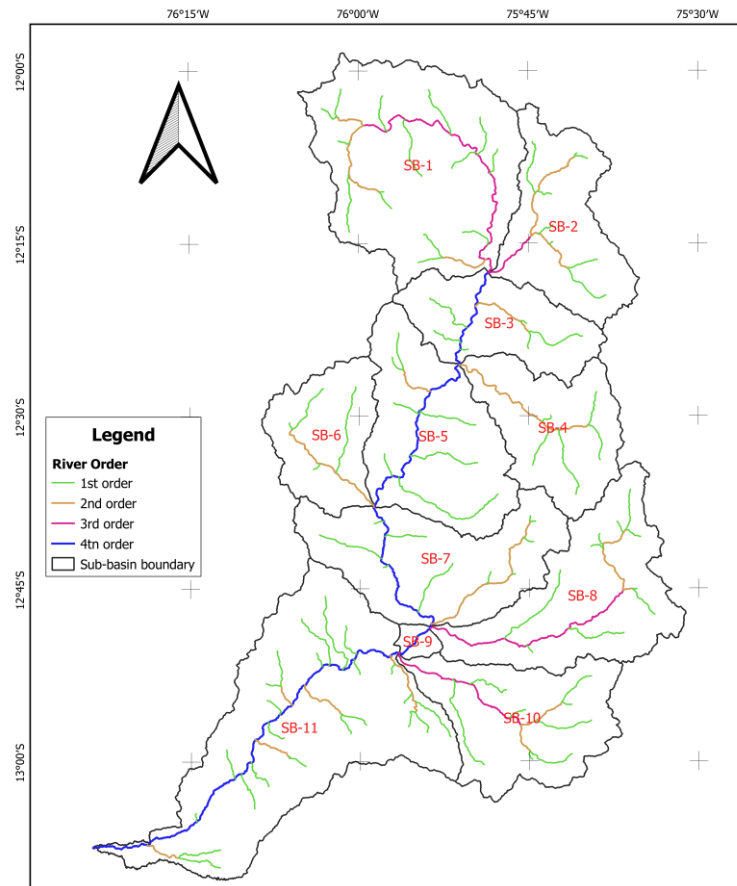 76°15'W 76°00'W 75°45'W 75°30'W
12°00'S
12°15'S
12°30'S
12°45'S
13°00'S
SB-1
SB-2
SB-3
SB-4
SB-5
SB-6
SB-7
SB-8
SB-9
SB-10
SB-11
Legend
River Order
1st order
2nd order
3rd order
4tn order
Sub-basin boundary